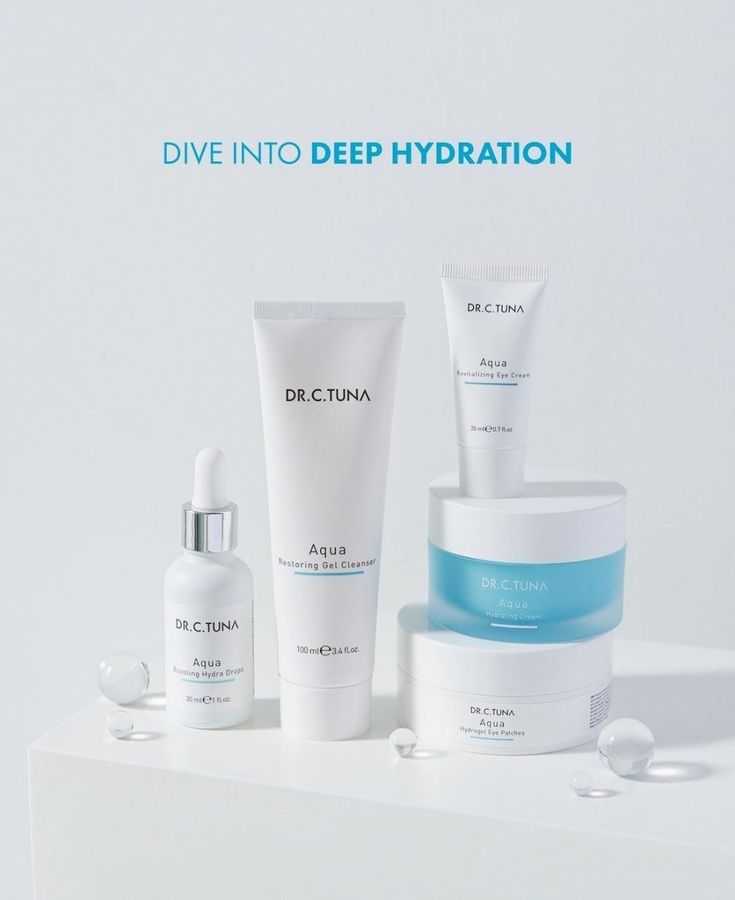 DIVE INTO DEEP HYDRATION
DR.C.TUNA
Aqua
Revitalizing Eye Cream
20 ml℮0.7 fl.oz.
DR.C.TUNA
Aqua
Restoring Gel Cleanser
100 ml℮3.4 fl.oz.
DR.C.TUNA
Aqua
Hydrating Cream
DR.C.TUNA
Aqua
Boosting Hydra Drops
30 ml℮1 fl.oz.
DR.C.TUNA
Aqua
Hydrogel Eye Patches